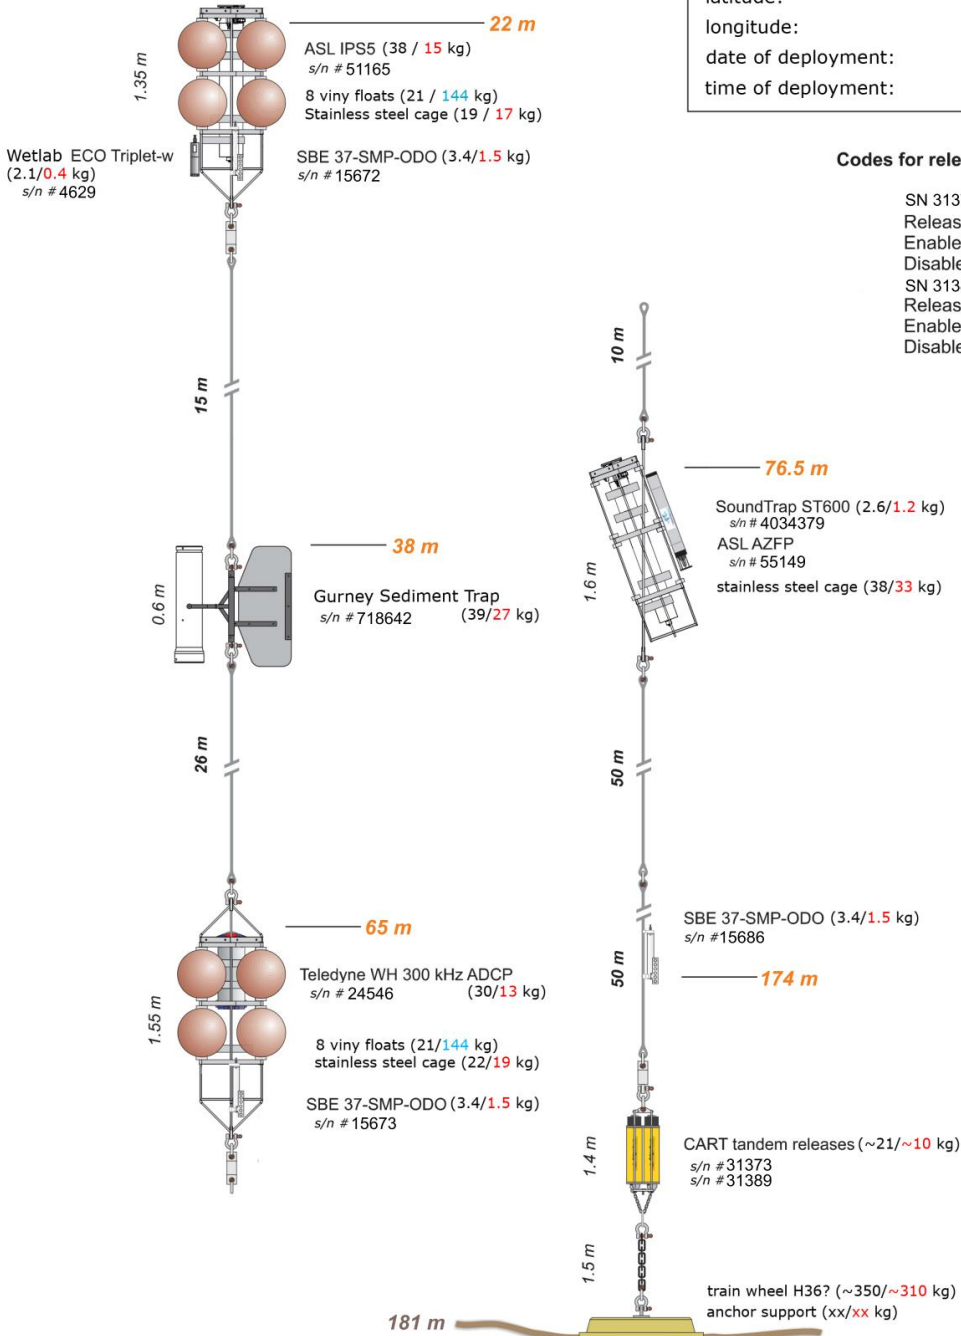 22 m
ASL IPS5 (38 / 15 kg)
s/n # 51165
1.35 m
8 viny floats (21 / 144 kg)
Stainless steel cage (19 / 17 kg)
Wetlab ECO Triplet-w
(2.1/0.4 kg)
s/n # 4629
SBE 37-SMP-ODO (3.4/1.5 kg)
s/n # 15672
15 m
38 m
0.6 m
Gurney Sediment Trap
s/n # 718642 (39/27 kg)
26 m
65 m
Teledyne WH 300 kHz ADCP
s/n # 24546 (30/13 kg)
1.55 m
8 viny floats (21/144 kg)
stainless steel cage (22/19 kg)
SBE 37-SMP-ODO (3.4/1.5 kg)
s/n # 15673
latitude:
longitude:
date of deployment:
time of deployment:
Codes for rele
SN 313
Releas
Enable
Disable
SN 313
Releas
Enable
Disable
10 m
76.5 m
SoundTrap ST600 (2.6/1.2 kg)
s/n # 4034379
ASL AZFP
s/n # 55149
1.6 m
stainless steel cage (38/33 kg)
50 m
SBE 37-SMP-ODO (3.4/1.5 kg)
s/n #15686
50 m
174 m
CART tandem releases (~21/~10 kg)
1.4 m
s/n # 31373
s/n # 31389
1.5 m
train wheel H36? (~350/~310 kg)
anchor support (xx/xx kg)
181 m